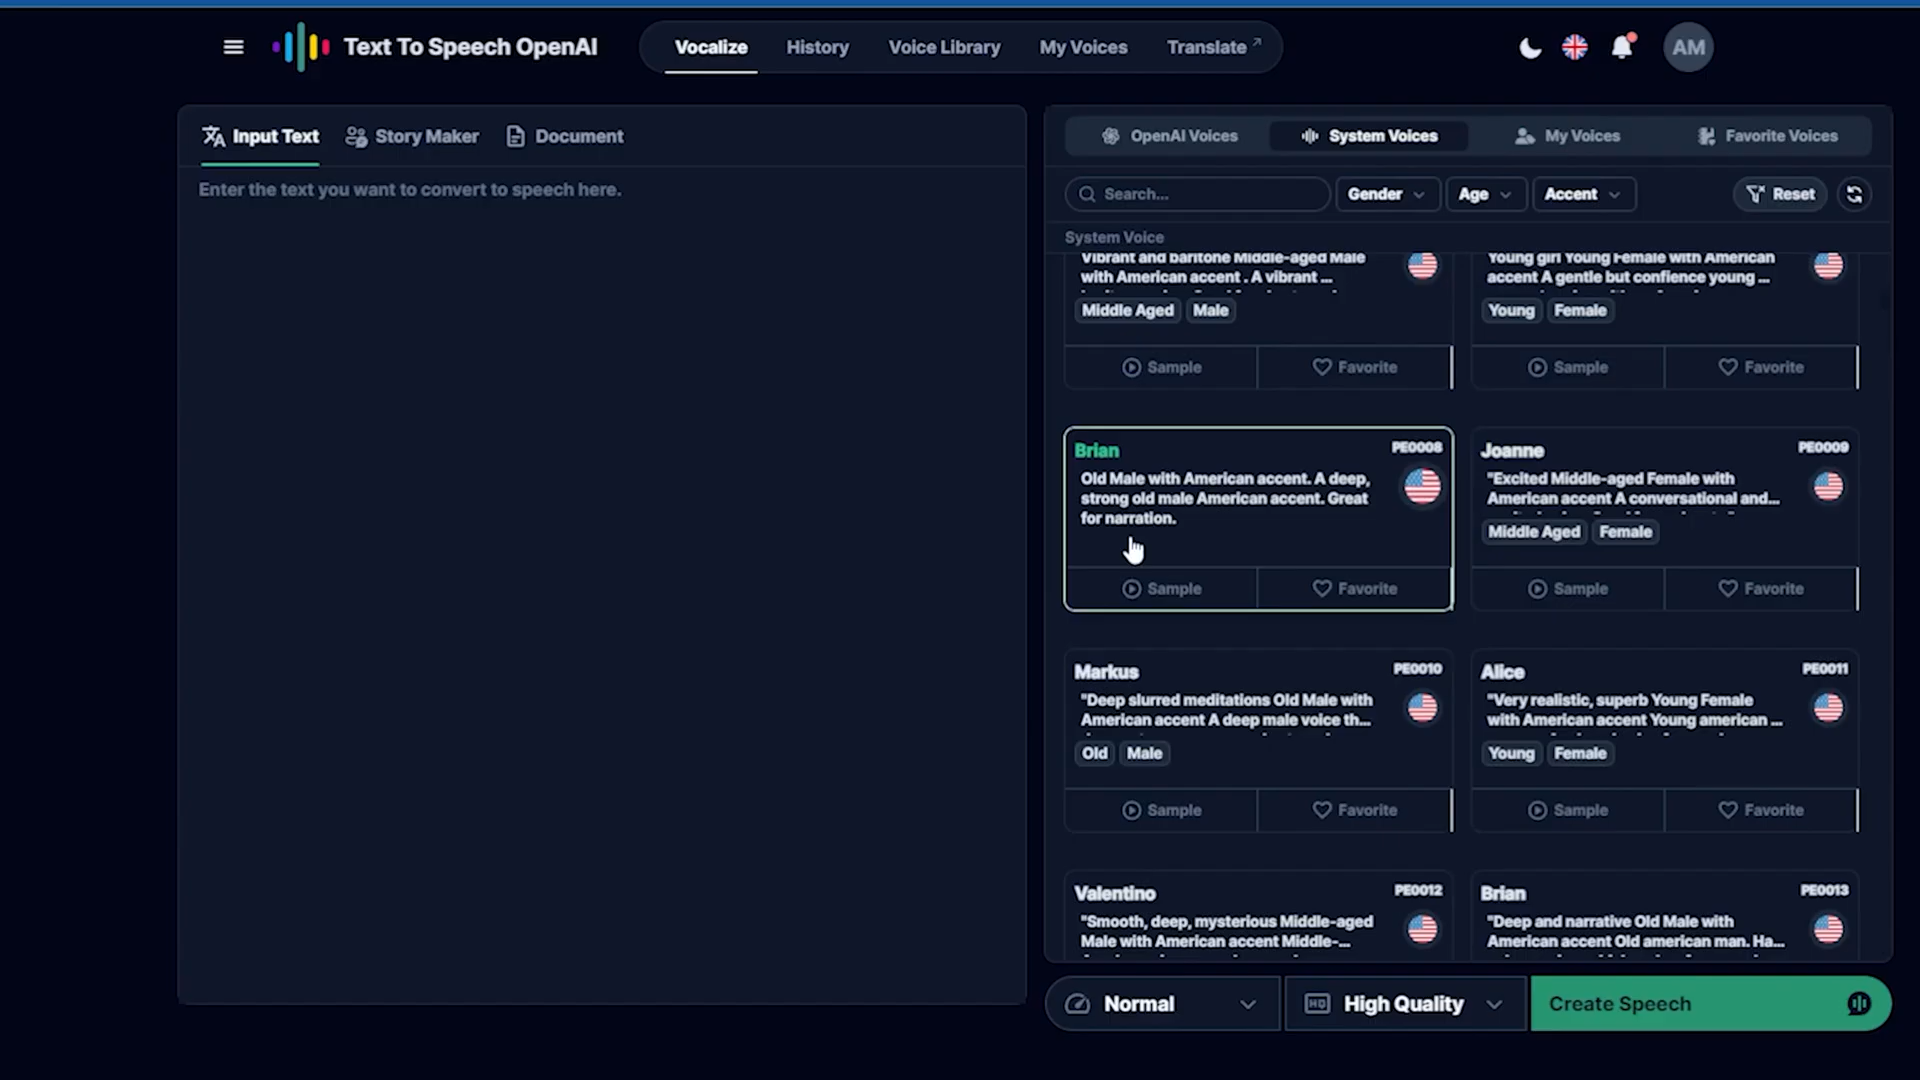 Text To Speech OpenAI
Vocalize
History
Voice Library
My Voices
Translate
AM
Input Text
Story Maker
Document
Enter the text you want to convert to speech here.
OpenAI Voices
System Voices
My Voices
Favorite Voices
Search...
Gender
Age
Accent
Reset
System Voice
Vibrant and baritone Middle-aged Male
with American accent . A vibrant ...
Middle Aged
Male
Sample
Favorite
Young girl Young Female with American
accent A gentle but confience young ...
Young
Female
Sample
Favorite
Brian
PE0008
Old Male with American accent. A deep,
strong old male American accent. Great
for narration.
Sample
Favorite
Joanne
PE0009
"Excited Middle-aged Female with
American accent A conversational and...
Middle Aged
Female
Sample
Favorite
Markus
PE0010
"Deep slurred meditations Old Male with
American accent A deep male voice th...
Old
Male
Sample
Favorite
Alice
PE0011
"Very realistic, superb Young Female
with American accent Young american ...
Young
Female
Sample
Favorite
Valentino
PE0012
"Smooth, deep, mysterious Middle-aged
Male with American accent Middle-...
Brian
PE0013
"Deep and narrative Old Male with
American accent Old american man. Ha...
Normal
HQ
High Quality
Create Speech